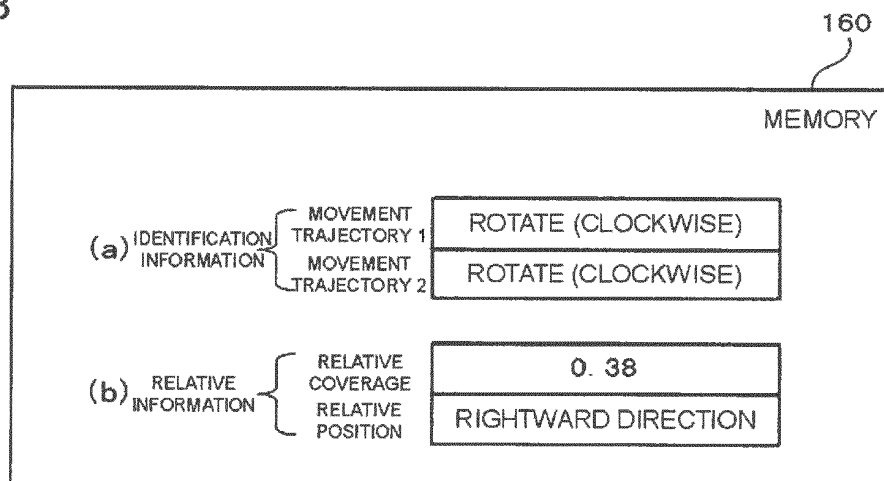 160
MEMORY
(a) IDENTIFICATION INFORMATION
MOVEMENT TRAJECTORY 1
ROTATE (CLOCKWISE)
MOVEMENT TRAJECTORY 2
ROTATE (CLOCKWISE)
(b) RELATIVE INFORMATION
RELATIVE COVERAGE
0. 38
RELATIVE POSITION
RIGHTWARD DIRECTION